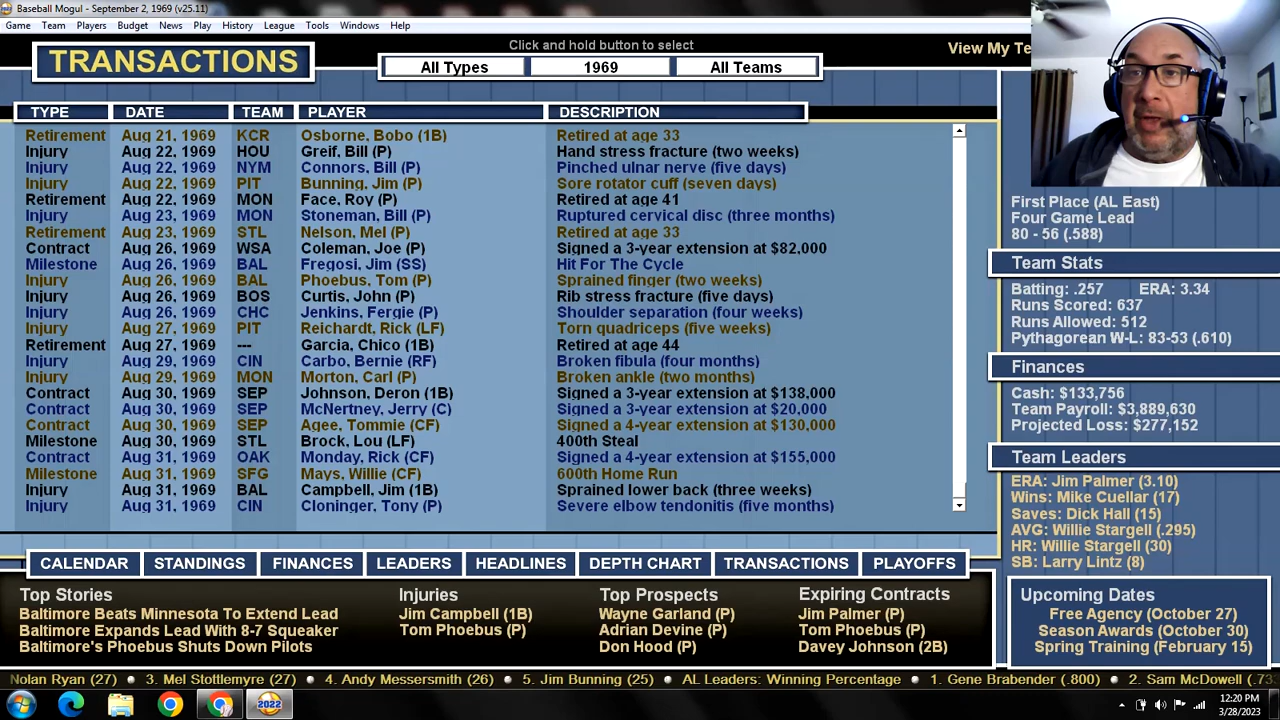 Baseball Mogul - September 2, 1969 (v25.11)
Game Team Players Budget News Play History League Tools Windows Help
Click and hold button to select
TRANSACTIONS
All Types 1969 All Teams
View My Te
TYPE DATE TEAM PLAYER DESCRIPTION
Retirement Aug 21, 1969 KCR Osborne, Bobo (1B) Retired at age 33
Injury Aug 22, 1969 HOU Greif, Bill (P) Hand stress fracture (two weeks)
Injury Aug 22, 1969 NYM Connors, Bill (P) Pinched ulnar nerve (five days)
Injury Aug 22, 1969 PIT Bunning, Jim (P) Sore rotator cuff (seven days)
Retirement Aug 22, 1969 MON Face, Roy (P) Retired at age 41
Injury Aug 23, 1969 MON Stoneman, Bill (P) Ruptured cervical disc (three months)
Retirement Aug 23, 1969 STL Nelson, Mel (P) Retired at age 33
Contract Aug 26, 1969 WSA Coleman, Joe (P) Signed a 3-year extension at $82,000
Milestone Aug 26, 1969 BAL Fregosi, Jim (SS) Hit For The Cycle
Injury Aug 26, 1969 BAL Phoebus, Tom (P) Sprained finger (two weeks)
Injury Aug 26, 1969 BOS Curtis, John (P) Rib stress fracture (five days)
Injury Aug 26, 1969 CHC Jenkins, Fergie (P) Shoulder separation (four weeks)
Injury Aug 27, 1969 PIT Reichardt, Rick (LF) Torn quadriceps (five weeks)
Retirement Aug 27, 1969 --- Garcia, Chico (1B) Retired at age 44
Injury Aug 29, 1969 CIN Carbo, Bernie (RF) Broken fibula (four months)
Injury Aug 29, 1969 MON Morton, Carl (P) Broken ankle (two months)
Contract Aug 30, 1969 SEP Johnson, Deron (1B) Signed a 3-year extension at $138,000
Contract Aug 30, 1969 SEP McNertney, Jerry (C) Signed a 3-year extension at $20,000
Contract Aug 30, 1969 SEP Agee, Tommie (CF) Signed a 4-year extension at $130,000
Milestone Aug 30, 1969 STL Brock, Lou (LF) 400th Steal
Contract Aug 31, 1969 OAK Monday, Rick (CF) Signed a 4-year extension at $155,000
Milestone Aug 31, 1969 SFG Mays, Willie (CF) 600th Home Run
Injury Aug 31, 1969 BAL Campbell, Jim (1B) Sprained lower back (three weeks)
Injury Aug 31, 1969 CIN Cloninger, Tony (P) Severe elbow tendonitis (five months)
First Place (AL East)
Four Game Lead
80 - 56 (.588)
Team Stats
Batting: .257 ERA: 3.34
Runs Scored: 637
Runs Allowed: 512
Pythagorean W-L: 83-53 (.610)
Finances
Cash: $133,756
Team Payroll: $3,889,630
Projected Loss: $277,152
Team Leaders
ERA: Jim Palmer (3.10)
Wins: Mike Cuellar (17)
Saves: Dick Hall (15)
AVG: Willie Stargell (.295)
HR: Willie Stargell (30)
SB: Larry Lintz (8)
CALENDAR STANDINGS FINANCES LEADERS HEADLINES DEPTH CHART TRANSACTIONS PLAYOFFS
Top Stories
Baltimore Beats Minnesota To Extend Lead
Baltimore Expands Lead With 8-7 Squeaker
Baltimore's Phoebus Shuts Down Pilots
Injuries
Jim Campbell (1B)
Tom Phoebus (P)
Top Prospects
Wayne Garland (P)
Adrian Devine (P)
Don Hood (P)
Expiring Contracts
Jim Palmer (P)
Tom Phoebus (P)
Davey Johnson (2B)
Upcoming Dates
Free Agency (October 27)
Season Awards (October 30)
Spring Training (February 15)
Nolan Ryan (27) • 3. Mel Stottlemyre (27) • 4. Andy Messersmith (26) • 5. Jim Bunning (25) • AL Leaders: Winning Percentage • 1. Gene Brabender (.800) • 2. Sam McDowell (.73
2022
12:20 PM
3/28/2023